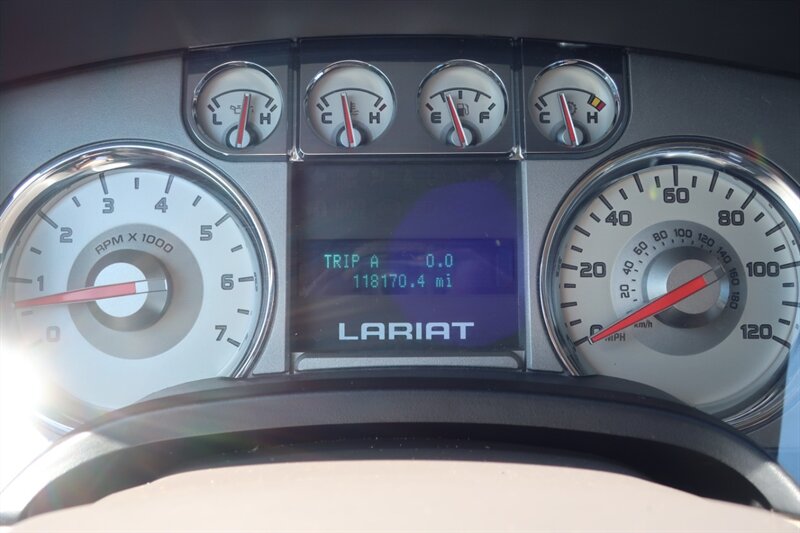 L H
C H
E F
C H
0 1 2 3 4 5 6 7
RPM X 1000
TRIP A 0.0
118170.4 mi
LARIAT
0 20 40 60 80 100 120
MPH
20 40 60 80 100 120 140 160 180
km/h